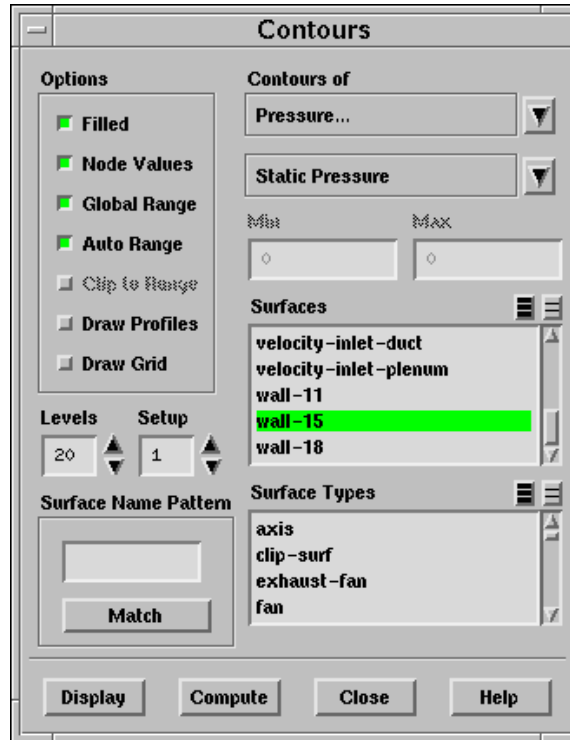 Contours
Options
Filled
Node Values
Global Range
Auto Range
Clip to Range
Draw Profiles
Draw Grid
Levels
Setup
20
1
Surface Name Pattern
Match
Contours of
Pressure...
Static Pressure
Min
Max
0
0
Surfaces
velocity-inlet-duct
velocity-inlet-plenum
wall-11
wall-15
wall-18
Surface Types
axis
clip-surf
exhaust-fan
fan
Display
Compute
Close
Help